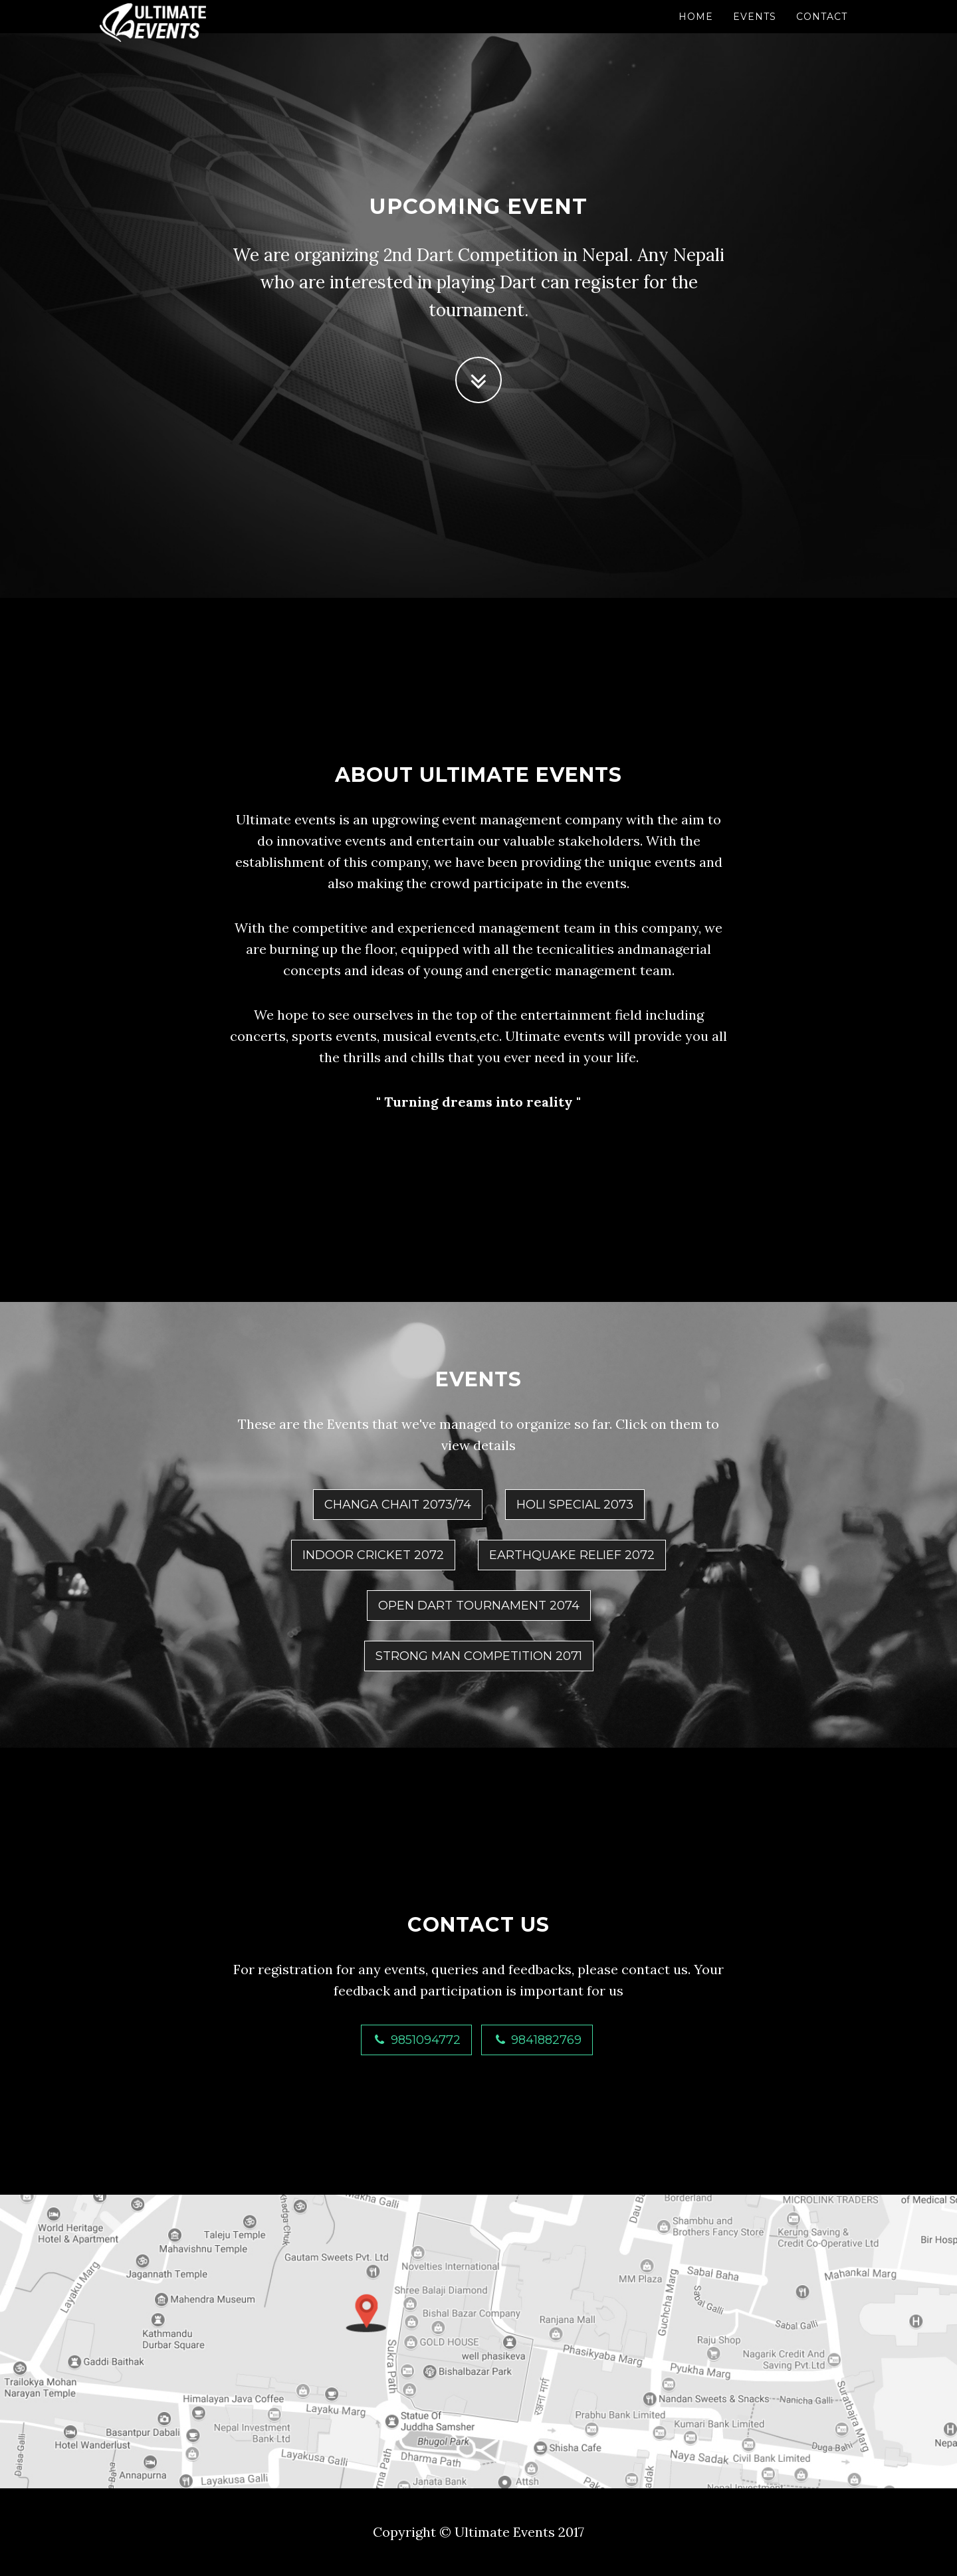 ULTIMATE EVENTS
HOME EVENTS CONTACT
UPCOMING EVENT
We are organizing 2nd Dart Competition in Nepal. Any Nepali
who are interested in playing Dart can register for the
tournament.
ABOUT ULTIMATE EVENTS
Ultimate events is an upgrowing event management company with the aim to
do innovative events and entertain our valuable stakeholders. With the
establishment of this company, we have been providing the unique events and
also making the crowd participate in the events.
With the competitive and experienced management team in this company, we
are burning up the floor, equipped with all the tecnicalities andmanagerial
concepts and ideas of young and energetic management team.
We hope to see ourselves in the top of the entertainment field including
concerts, sports events, musical events,etc. Ultimate events will provide you all
the thrills and chills that you ever need in your life.
" Turning dreams into reality "
EVENTS
These are the Events that we've managed to organize so far. Click on them to
view details
CHANGA CHAIT 2073/74
HOLI SPECIAL 2073
INDOOR CRICKET 2072
EARTHQUAKE RELIEF 2072
OPEN DART TOURNAMENT 2074
STRONG MAN COMPETITION 2071
CONTACT US
For registration for any events, queries and feedbacks, please contact us. Your
feedback and participation is important for us
9851094772
9841882769
Borderland
MICROLINK TRADERS
of Medical
World Heritage
Hotel & Apartment
Taleju Temple
Mahavishnu Temple
Jagannath Temple
Layaku Marg
Mahendra Museum
Kathmandu
Durbar Square
Gaddi Baithak
Trailokya Mohan
Narayan Temple
Gautam Sweets Pvt. Ltd
Novelties International
Shree Balaji Diamond
Bishal Bazar Company
GOLD HOUSE
well phasikeva
Bishalbazar Park
Sukra Path
Ranjana Mall
Phasikyaba Marg
MM Plaza
Shambhu and
Brothers Fancy Store
Kerung Saving &
Credit Co-Operative Ltd
Sabai Baha
Sabal Galli
Guchcha Marg
Mahankal Marg
Sabal Galli
Raju Shop
Nagarik Credit And
Saving Pvt Ltd
Pyukha Marg
Nandan Sweets & Snacks
Nanicha Galli
Suratbajra Marg
Himalayan Java Coffee
Nepal Investment
Bank Ltd
Layaku Marg
Basantpur Dabali
Hotel Wanderlust
Annapurna
Layakusa Galli
Layakusa Galli
Statue Of
Juddha Samsher
Bhugol Park
Dharma Path
Janata Bank
Attsh
Shisha Cafe
Prabhu Bank Limited
Kumari Bank Limited
Naya Sadak
Civil Bank Limited
Copyright © Ultimate Events 2017